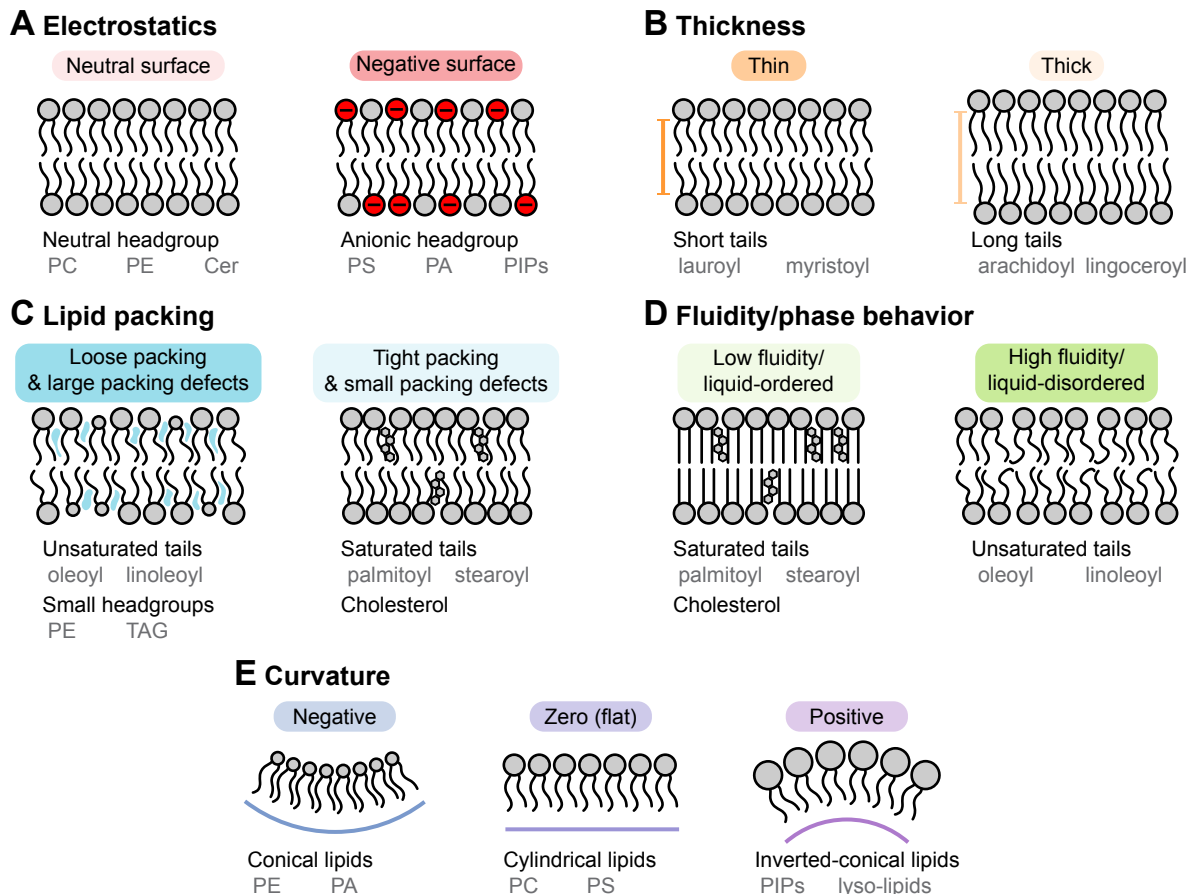 A Electrostatics
Neutral surface
Negative surface
Neutral headgroup
PC PE Cer
Anionic headgroup
PS PA PIPs
B Thickness
Thin
Thick
Short tails
lauroyl myristoyl
Long tails
arachidoyl lingoceroyl
C Lipid packing
Loose packing
& large packing defects
Tight packing
& small packing defects
Unsaturated tails
oleoyl linoleoyl
Small headgroups
PE TAG
Saturated tails
palmitoyl stearoyl
Cholesterol
D Fluidity/phase behavior
Low fluidity/
liquid-ordered
High fluidity/
liquid-disordered
Saturated tails
palmitoyl stearoyl
Cholesterol
Unsaturated tails
oleoyl linoleoyl
E Curvature
Negative
Zero (flat)
Positive
Conical lipids
PE PA
Cylindrical lipids
PC PS
Inverted-conical lipids
PIPs lyso-lipids